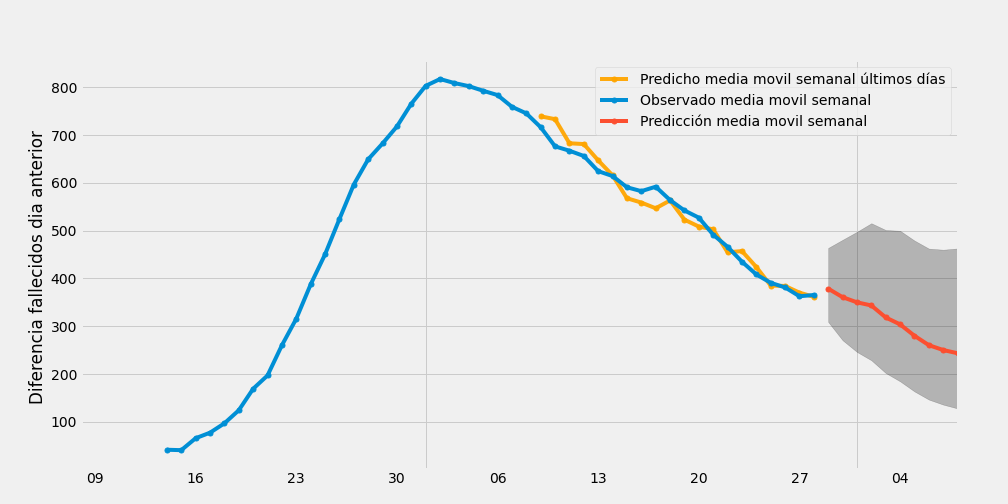 Predicho media movil semanal últimos días
Observado media movil semanal
Predicción media movil semanal
Diferencia fallecidos dia anterior
800
700
600
500
400
300
200
100
09 16 23 30 06 13 20 27 04